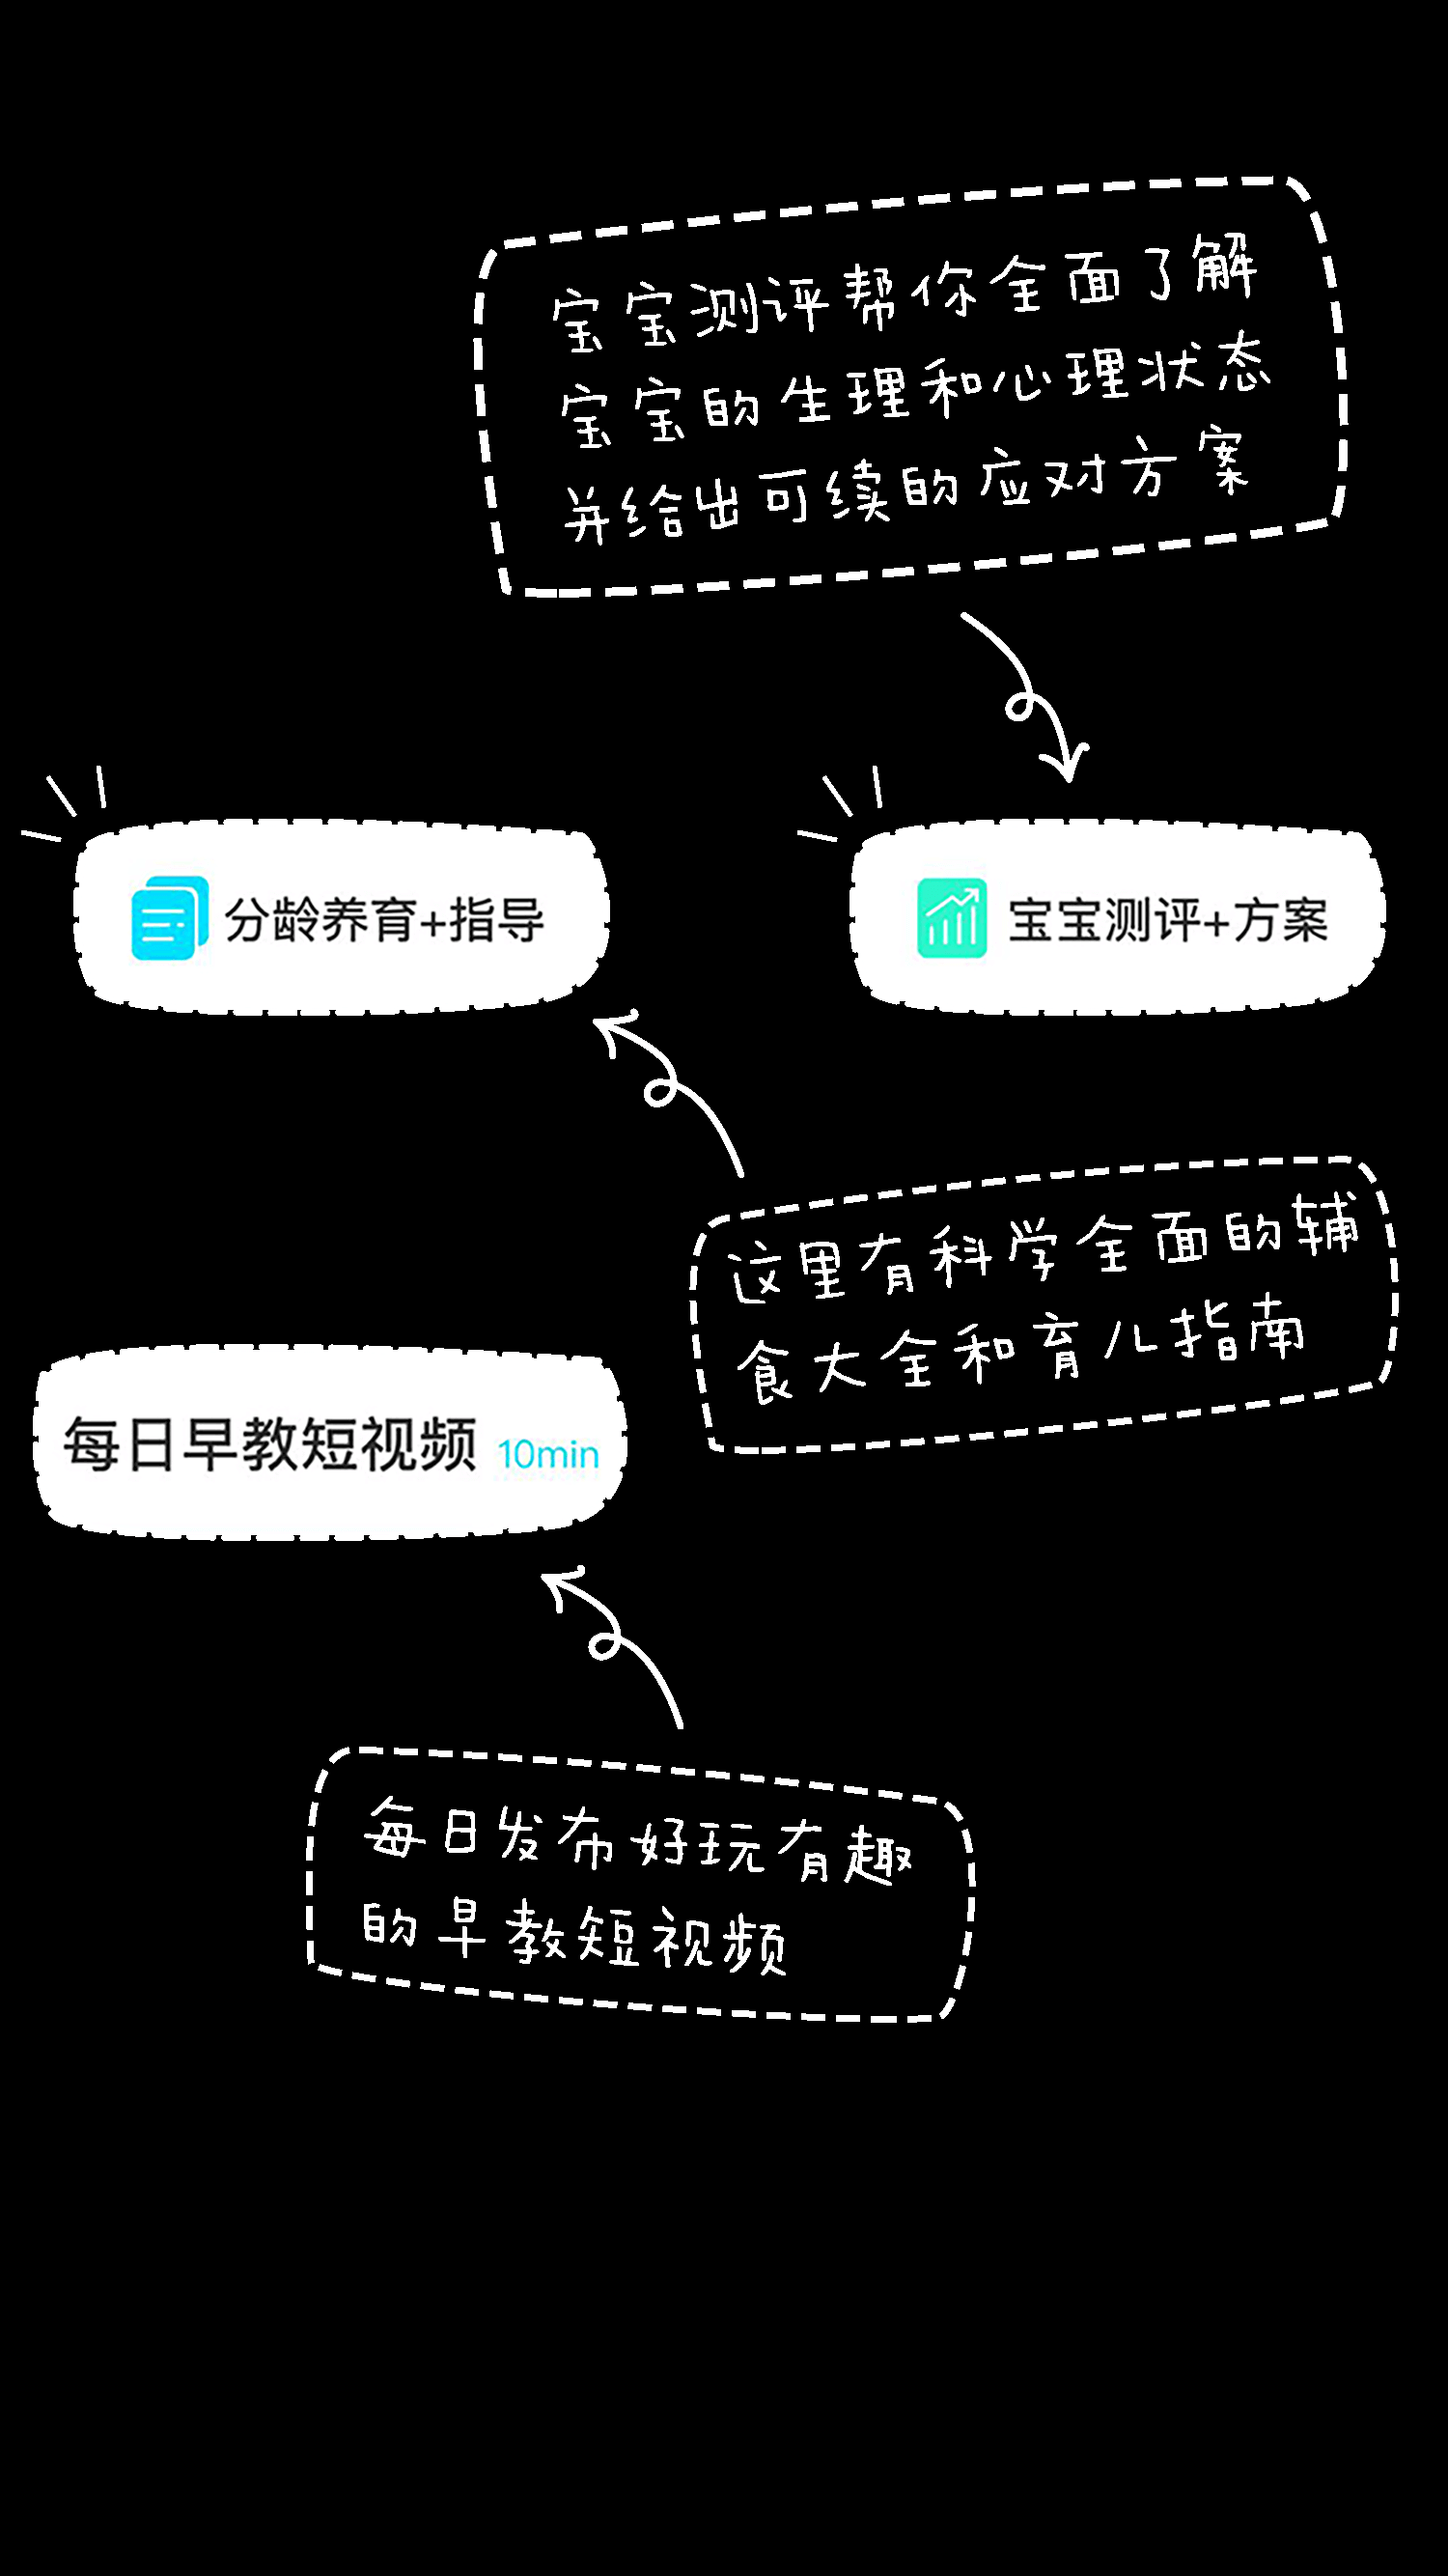 宝宝测评帮你全面了解
宝宝的生理和心理状态
并给出可续的应对方案
分龄养育+指导
宝宝测评+方案
这里有科学全面的辅
食大全和育儿指南
每日早教短视频 10min
每日发布好玩有趣
的早教短视频